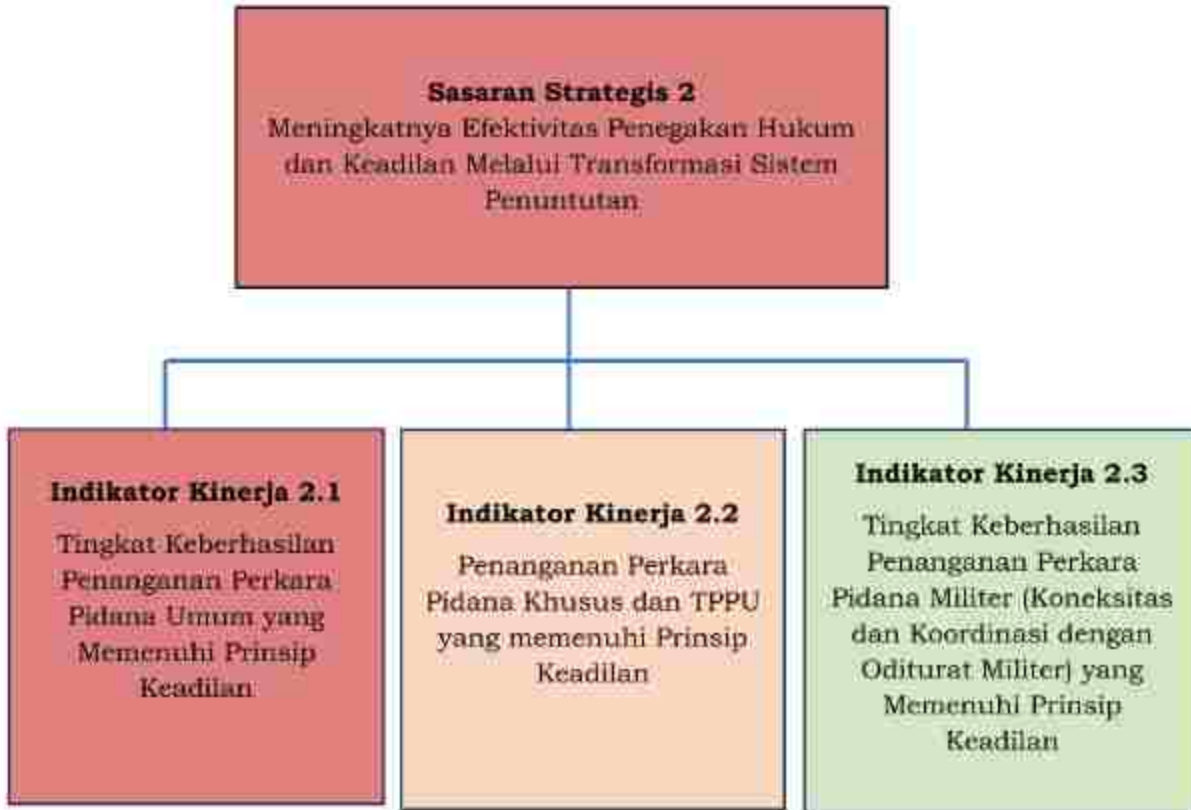 Sasaran Strategis 2
Meningkatnya Efektivitas Penegakan Hukum
dan Keadilan Melalui Transformasi Sistem
Penuntutan
Indikator Kinerja 2.1
Tingkat Keberhasilan
Penanganan Perkara
Pidana Umum yang
Memenuhi Prinsip
Keadilan
Indikator Kinerja 2.2
Penanganan Perkara
Pidana Khusus dan TPPU
yang memenuhi Prinsip
Keadilan
Indikator Kinerja 2.3
Tingkat Keberhasilan
Penanganan Perkara
Pidana Militer (Koneksitas
dan Koordinasi dengan
Oditurat Militer) yang
Memenuhi Prinsip
Keadilan